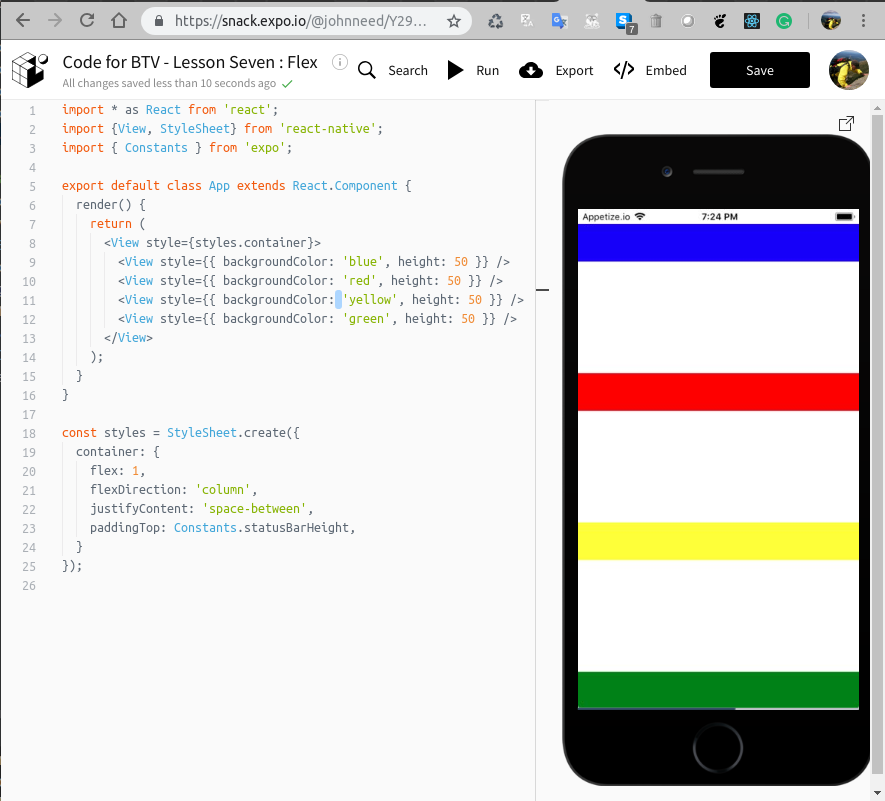 https://snack.expo.io/@johnneed/Y29...
7
Code for BTV - Lesson Seven : Flex
All changes saved less than 10 seconds ago
Search
Run
Export
Embed
Save
1 import * as React from 'react';
2 import {View, StyleSheet} from 'react-native';
3 import { Constants } from 'expo';
4
5 export default class App extends React.Component {
6 render() {
7 return (
8 <View style={styles.container}>
9 <View style={{ backgroundColor: 'blue', height: 50 }} />
10 <View style={{ backgroundColor: 'red', height: 50 }} />
11 <View style={{ backgroundColor: 'yellow', height: 50 }} />
12 <View style={{ backgroundColor: 'green', height: 50 }} />
13 </View>
14 );
15 }
16 }
17
18 const styles = StyleSheet.create({
19 container: {
20 flex: 1,
21 flexDirection: 'column',
22 justifyContent: 'space-between',
23 paddingTop: Constants.statusBarHeight,
24 }
25 });
26
Appetize.io 7:24 PM